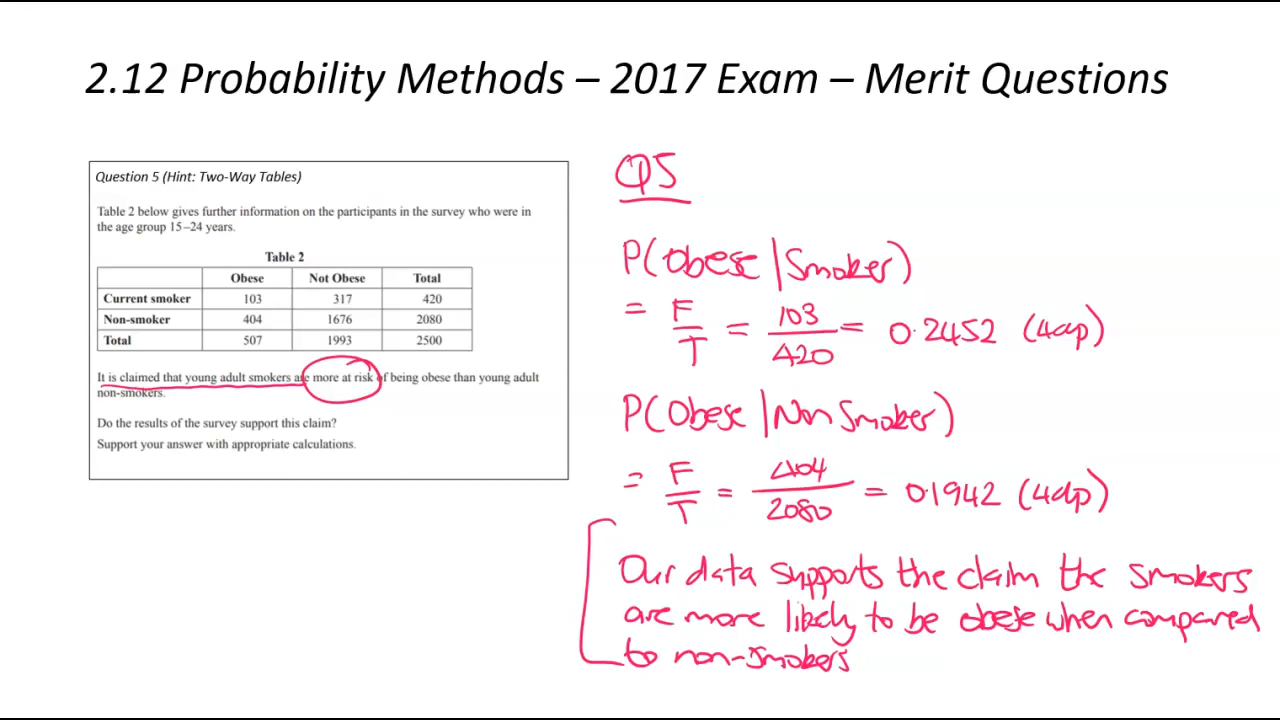 2.12 Probability Methods – 2017 Exam – Merit Questions
Question 5 (Hint: Two-Way Tables)
Table 2 below gives further information on the participants in the survey who were in
the age group 15–24 years.
Table 2
Obese Not Obese Total
Current smoker 103 317 420
Non-smoker 404 1676 2080
Total 507 1993 2500
It is claimed that young adult smokers are more at risk of being obese than young adult
non-smokers.
Do the results of the survey support this claim?
Support your answer with appropriate calculations.
Q5
P(Obese | Smoker)
= F/T = 103/420 = 0.2452 (4dp)
P(Obese | Non Smoker)
= F/T = 404/2080 = 0.1942 (4dp)
Our data supports the claim the smokers
are more likely to be obese when compared
to non-smokers